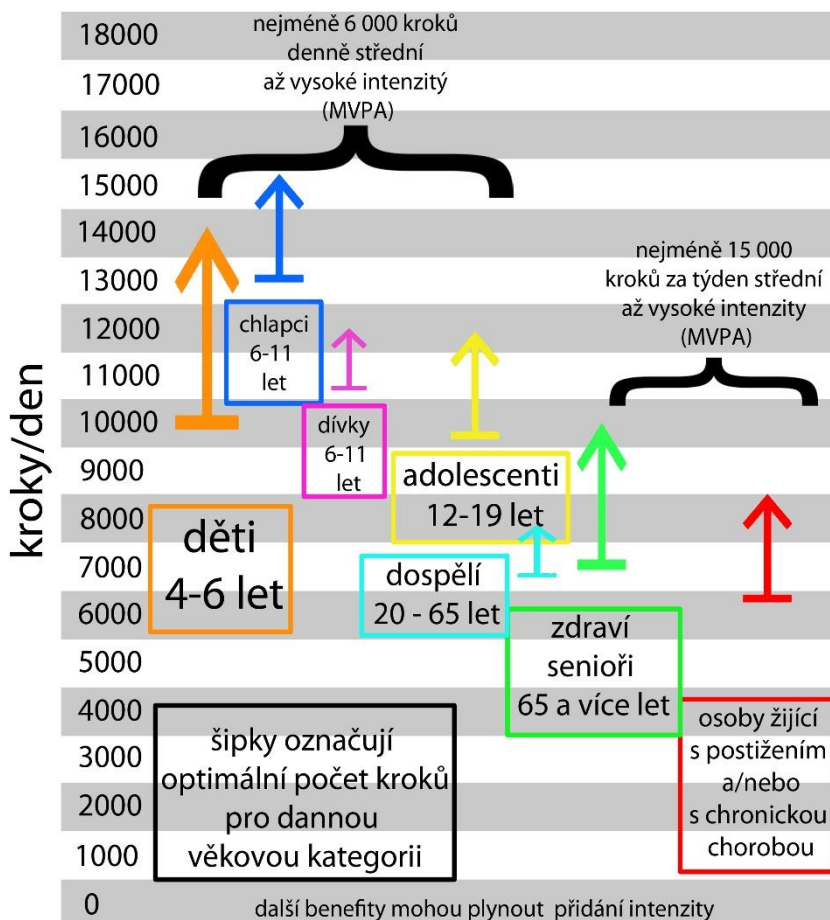 kroky/den
18000
17000
16000
15000
14000
13000
12000
11000
10000
9000
8000
7000
6000
5000
4000
3000
2000
1000
0
nejméně 6 000 kroků
denně střední
až vysoké intenzitý
(MVPA)
nejméně 15 000
kroků za týden střední
až vysoké intenzity
(MVPA)
chlapci
6-11
let
dívky
6-11
let
adolescenti
12-19 let
děti
4-6 let
dospělí
20 - 65 let
zdraví
senioři
65 a více let
osoby žijící
s postižením
a/nebo
s chronickou
chorobou
šipky označují
optimální počet kroků
pro dannou
věkovou kategorii
další benefity mohou plynout přidání intenzity